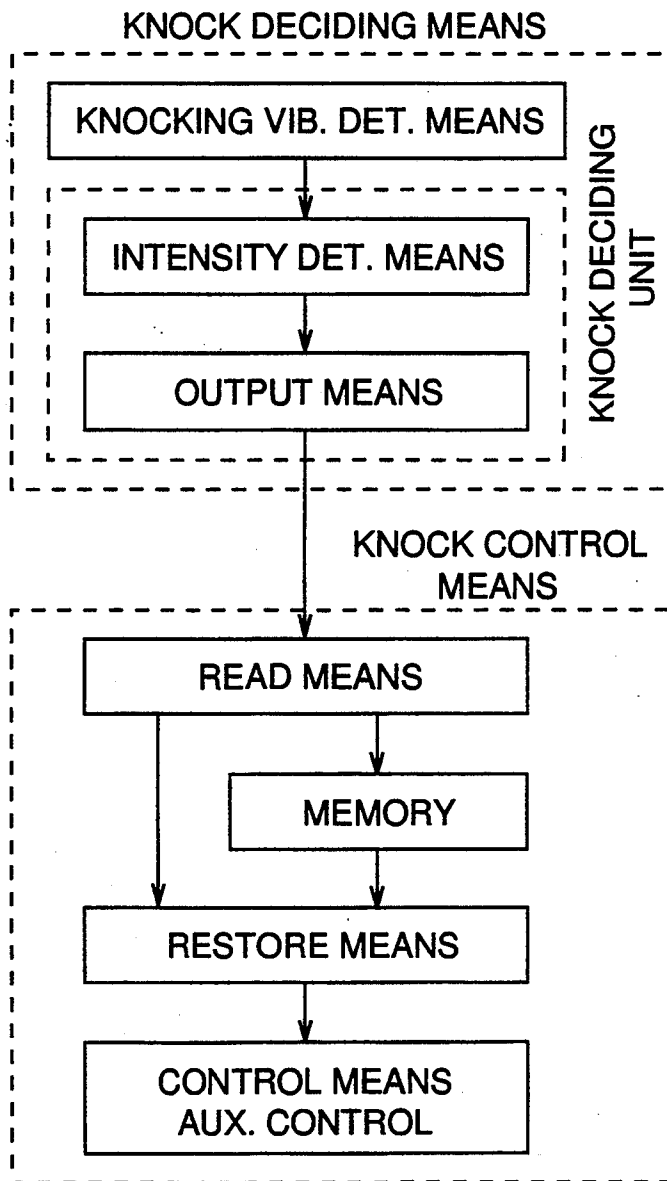 KNOCK DECIDING MEANS
KNOCKING VIB. DET. MEANS
INTENSITY DET. MEANS
OUTPUT MEANS
KNOCK DECIDING
UNIT
KNOCK CONTROL
MEANS
READ MEANS
MEMORY
RESTORE MEANS
CONTROL MEANS
AUX. CONTROL